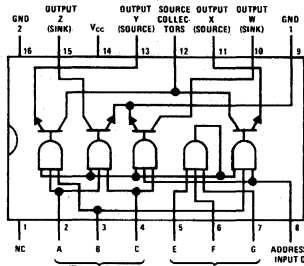 GND 2
OUTPUT Z (SINK)
VCC
OUTPUT Y (SOURCE)
SOURCE COLLEC- TORS
OUTPUT X (SOURCE)
OUTPUT W (SINK)
GND 1
16 15 14 13 12 11 10 9
1 2 3 4 5 6 7 8
NC A B C E F G ADDRESS INPUT D